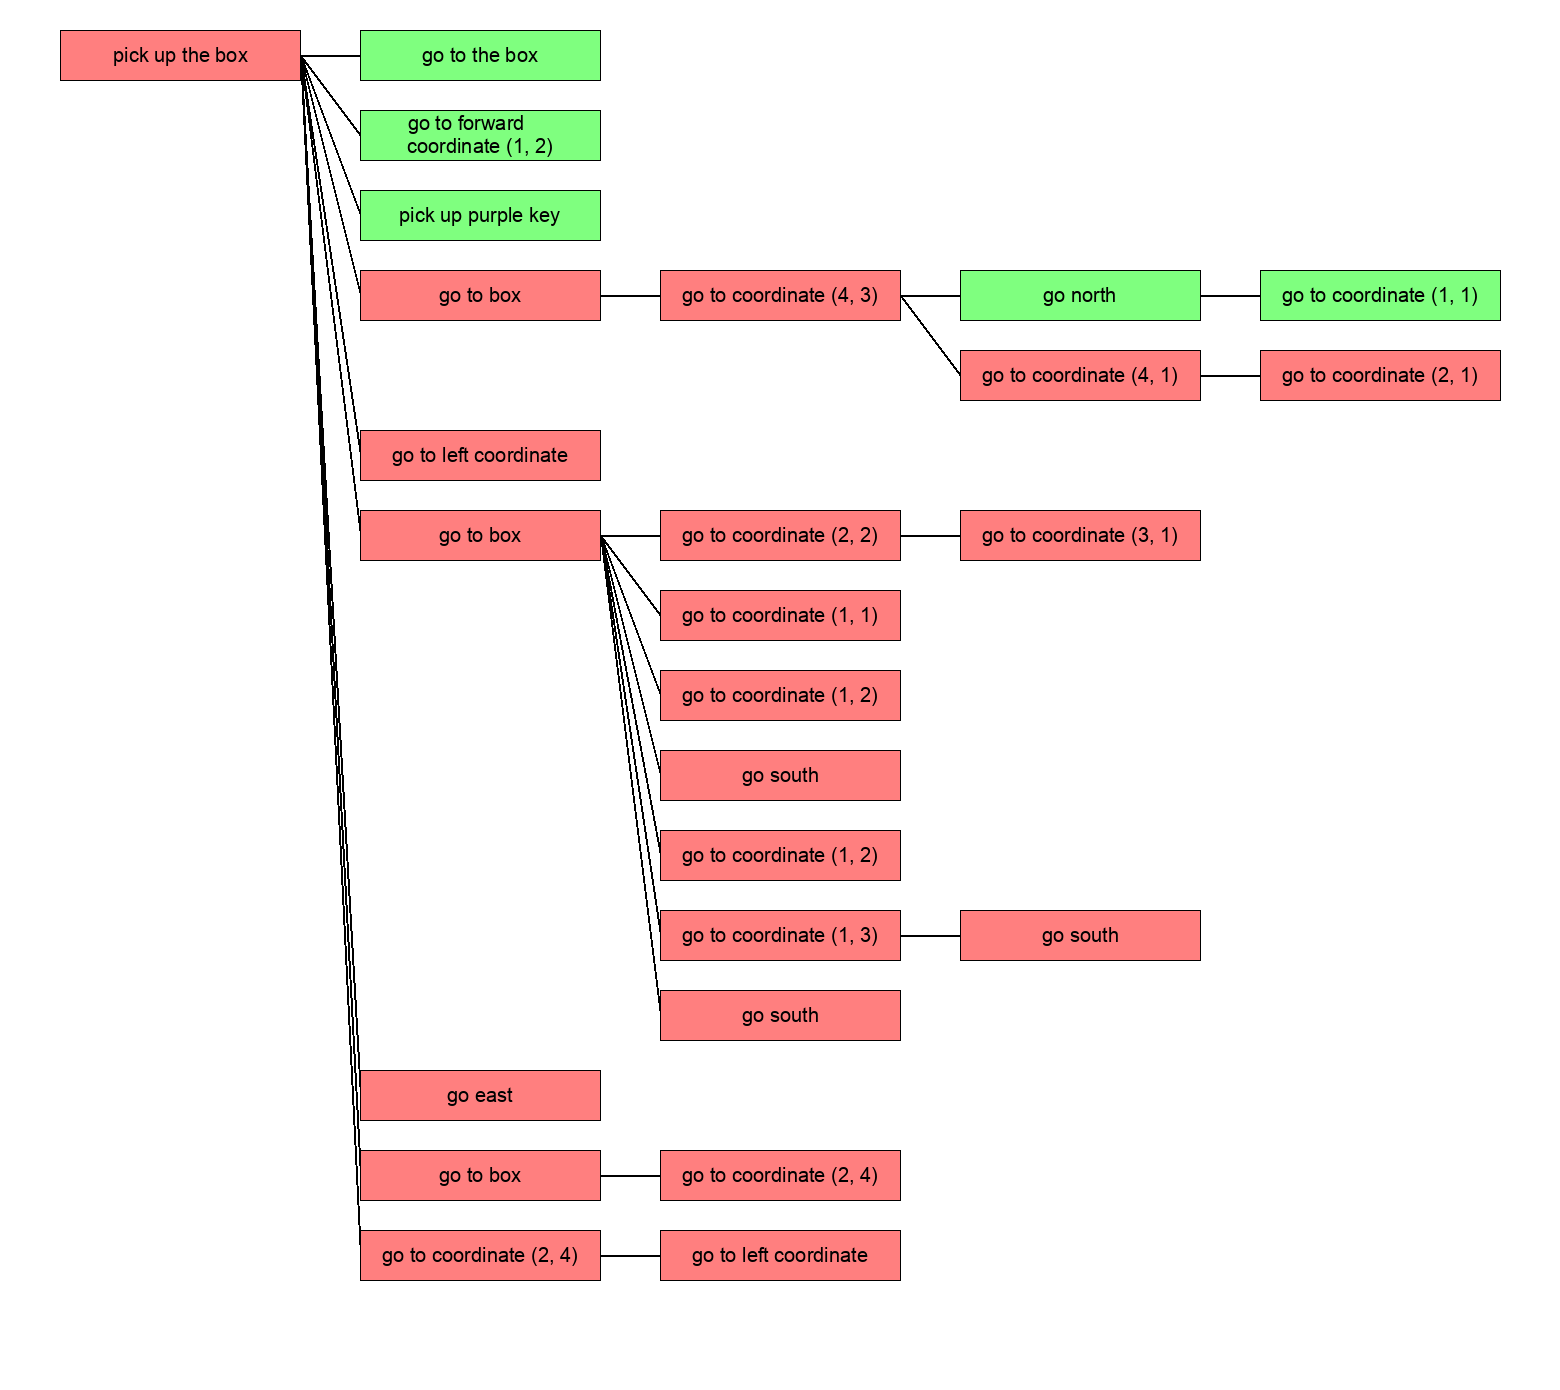 pick up the box
go to the box
go to forward
coordinate (1, 2)
pick up purple key
go to box
go to coordinate (4, 3)
go north
go to coordinate (1, 1)
go to coordinate (4, 1)
go to coordinate (2, 1)
go to left coordinate
go to box
go to coordinate (2, 2)
go to coordinate (3, 1)
go to coordinate (1, 1)
go to coordinate (1, 2)
go south
go to coordinate (1, 2)
go to coordinate (1, 3)
go south
go south
go east
go to box
go to coordinate (2, 4)
go to coordinate (2, 4)
go to left coordinate